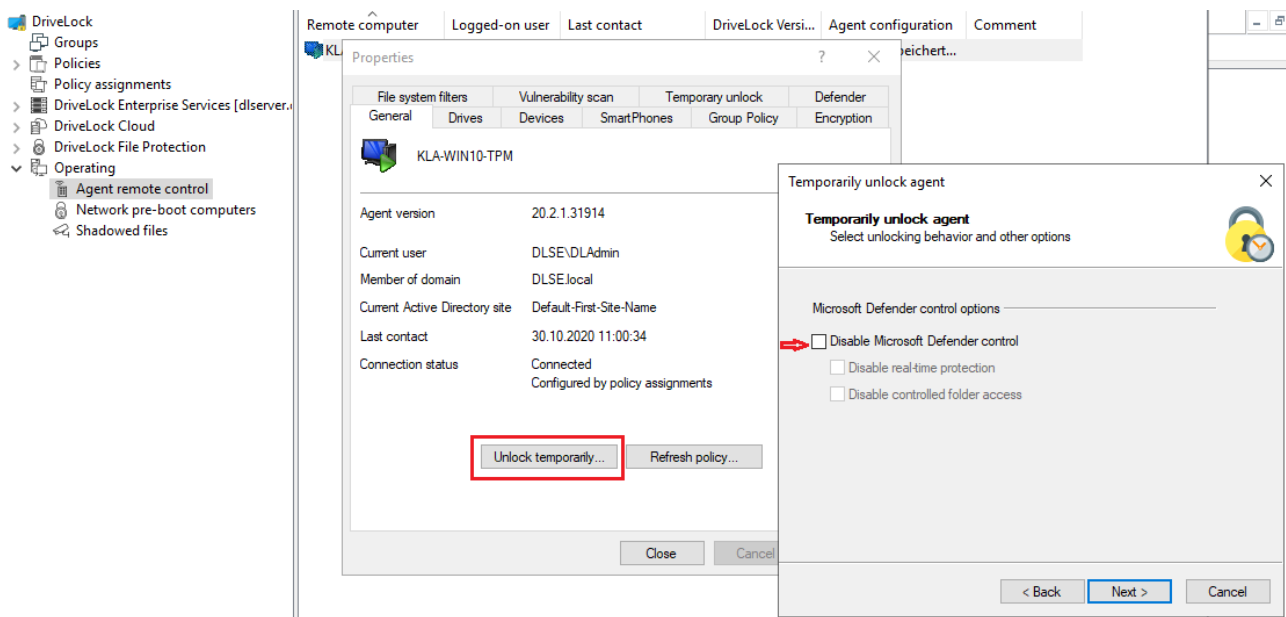 DriveLock
Groups
Policies
Policy assignments
DriveLock Enterprise Services [dlserver.
DriveLock Cloud
DriveLock File Protection
Operating
Agent remote control
Network pre-boot computers
Shadowed files
Remote computer Logged-on user Last contact DriveLock Versi... Agent configuration Comment
KL
Properties
File system filters Vulnerability scan Temporary unlock Defender
General Drives Devices SmartPhones Group Policy Encryption
KLA-WIN10-TPM
Agent version 20.2.1.31914
Current user DLSE\DLAdmin
Member of domain DLSE.local
Current Active Directory site Default-First-Site-Name
Last contact 30.10.2020 11:00:34
Connection status Connected
Configured by policy assignments
Unlock temporarily... Refresh policy...
Close Cancel
peichert...
Temporarily unlock agent
Temporarily unlock agent
Select unlocking behavior and other options
Microsoft Defender control options
Disable Microsoft Defender control
Disable real-time protection
Disable controlled folder access
< Back Next > Cancel